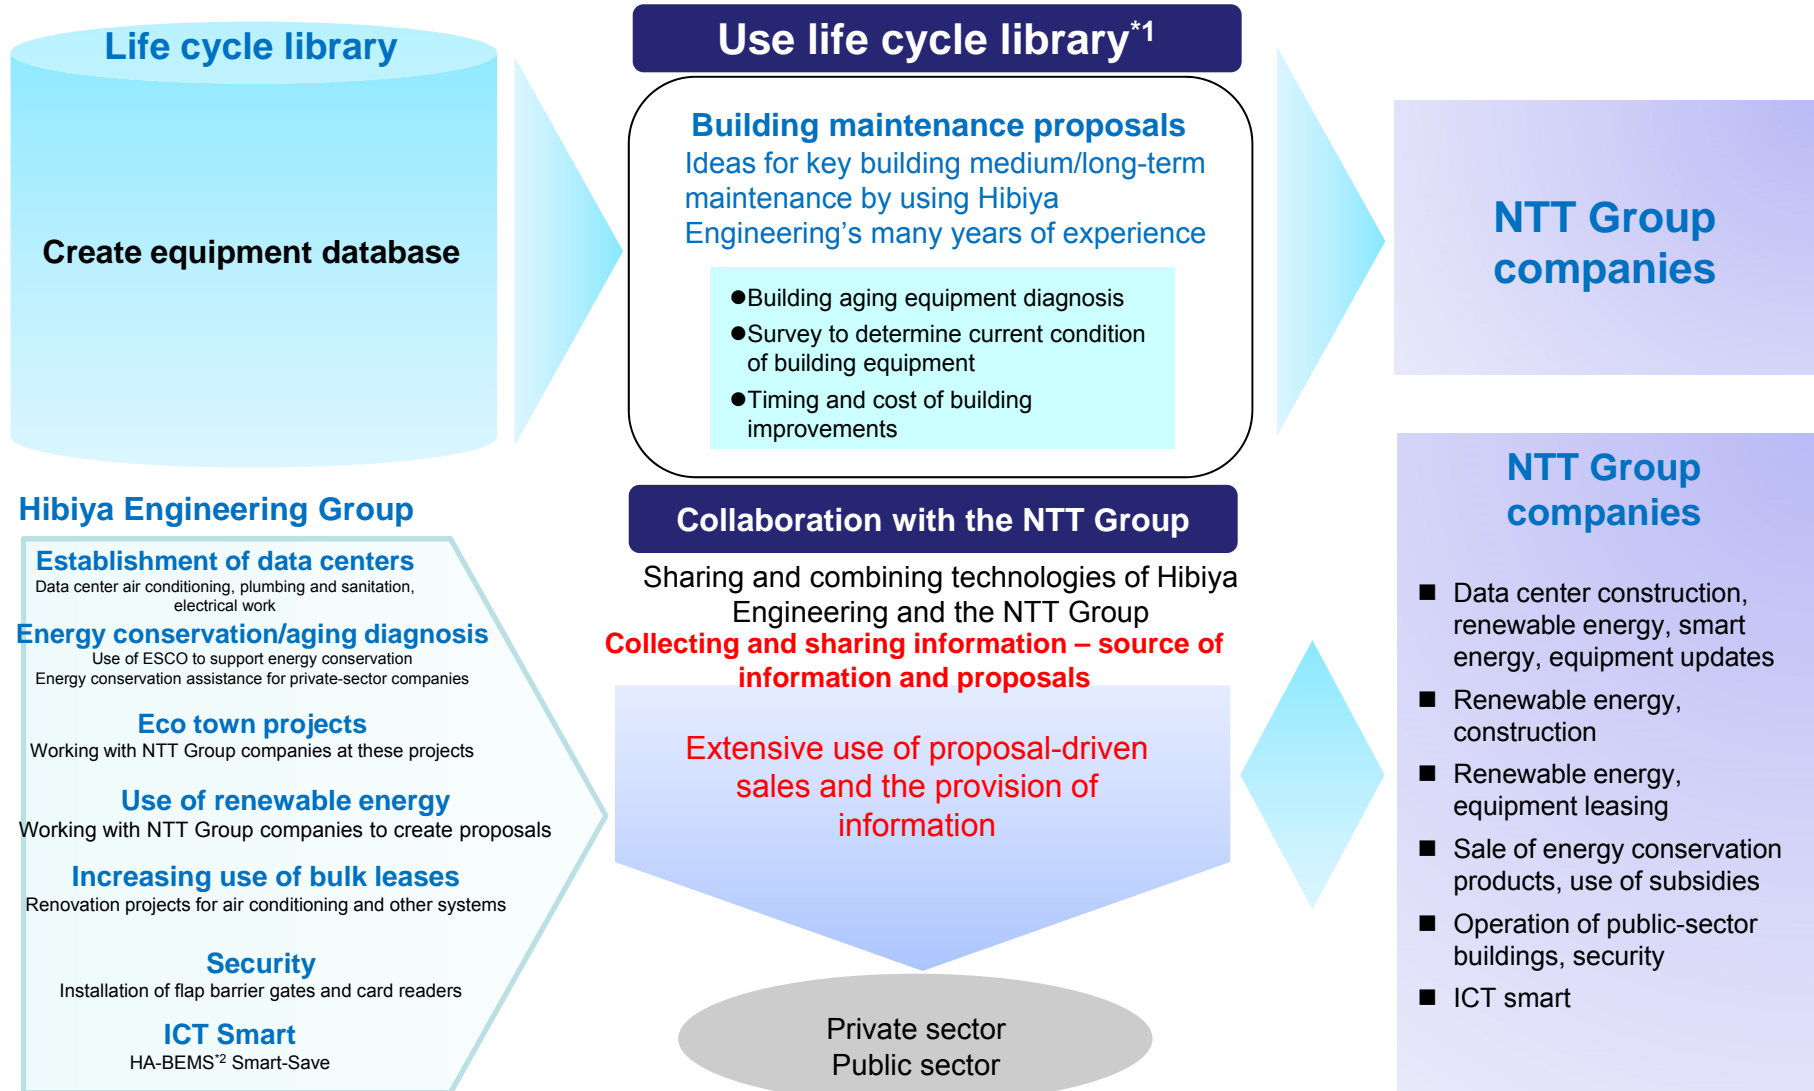 Life cycle library
Create equipment database
Use life cycle library*1
Building maintenance proposals
Ideas for key building medium/long-term
maintenance by using Hibiya
Engineering's many years of experience
●Building aging equipment diagnosis
●Survey to determine current condition
of building equipment
●Timing and cost of building
improvements
NTT Group
companies
Hibiya Engineering Group
Establishment of data centers
Data center air conditioning, plumbing and sanitation,
electrical work
Energy conservation/aging diagnosis
Use of ESCO to support energy conservation
Energy conservation assistance for private-sector companies
Eco town projects
Working with NTT Group companies at these projects
Use of renewable energy
Working with NTT Group companies to create proposals
Increasing use of bulk leases
Renovation projects for air conditioning and other systems
Security
Installation of flap barrier gates and card readers
ICT Smart
HA-BEMS*2 Smart-Save
Collaboration with the NTT Group
Sharing and combining technologies of Hibiya
Engineering and the NTT Group
Collecting and sharing information – source of
information and proposals
Extensive use of proposal-driven
sales and the provision of
information
Private sector
Public sector
NTT Group
companies
■ Data center construction,
renewable energy, smart
energy, equipment updates
■ Renewable energy,
construction
■ Renewable energy,
equipment leasing
■ Sale of energy conservation
products, use of subsidies
■ Operation of public-sector
buildings, security
■ ICT smart